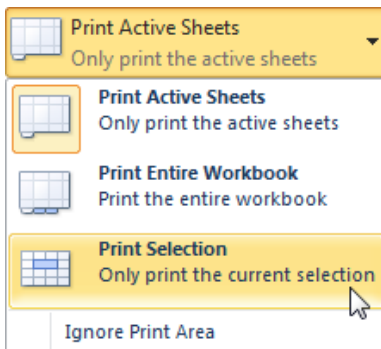 Print Active Sheets
Only print the active sheets
Print Active Sheets
Only print the active sheets
Print Entire Workbook
Print the entire workbook
Print Selection
Only print the current selection
Ignore Print Area